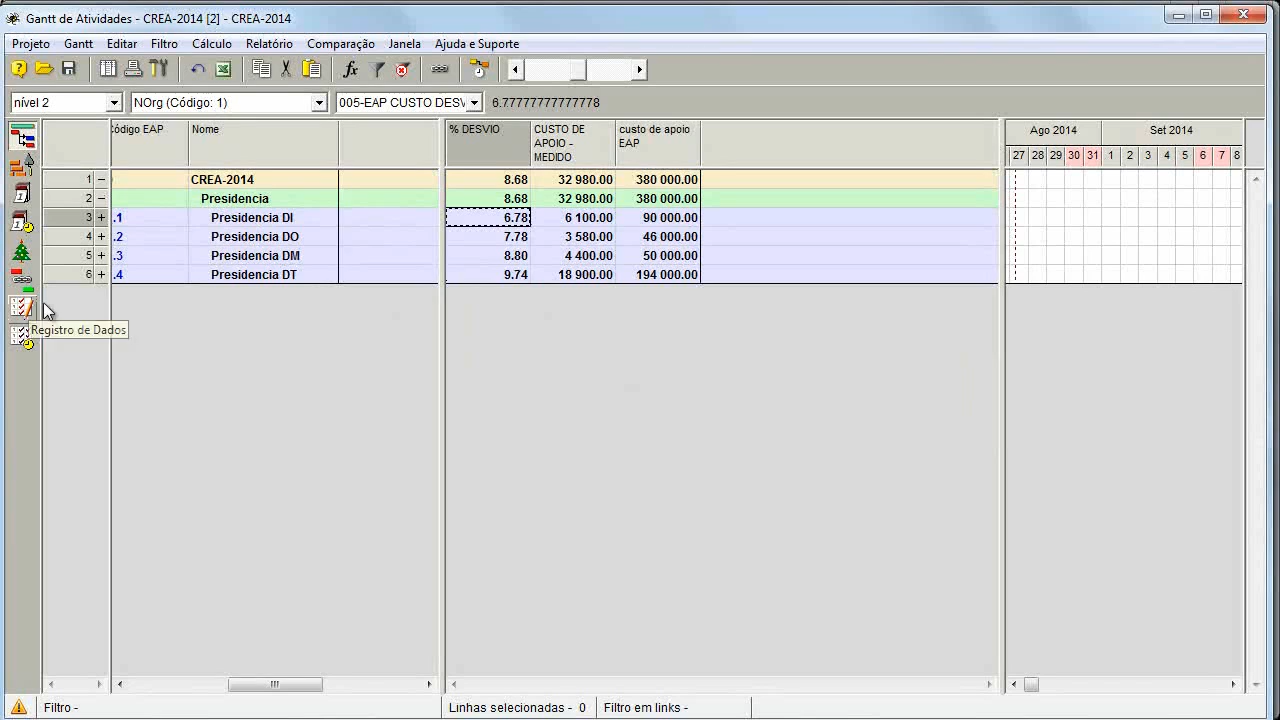 Gantt de Atividades - CREA-2014 [2] - CREA-2014
Projeto Gantt Editar Filtro Cálculo Relatório Comparação Janela Ajuda e Suporte
nível 2 NOrg (Código: 1) 005-EAP CUSTO DESV 6.77777777777778
ódigo EAP Nome % DESVIO CUSTO DE APOIO - MEDIDO custo de apoio EAP Ago 2014 Set 2014
27 28 29 30 31 1 2 3 4 5 6 7 8
1 CREA-2014 8.68 32 980.00 380 000.00
2 Presidencia 8.68 32 980.00 380 000.00
3 .1 Presidencia DI 6.78 6 100.00 90 000.00
4 .2 Presidencia DO 7.78 3 580.00 46 000.00
5 .3 Presidencia DM 8.80 4 400.00 50 000.00
6 .4 Presidencia DT 9.74 18 900.00 194 000.00
Registro de Dados
Filtro - Linhas selecionadas - 0 Filtro em links -